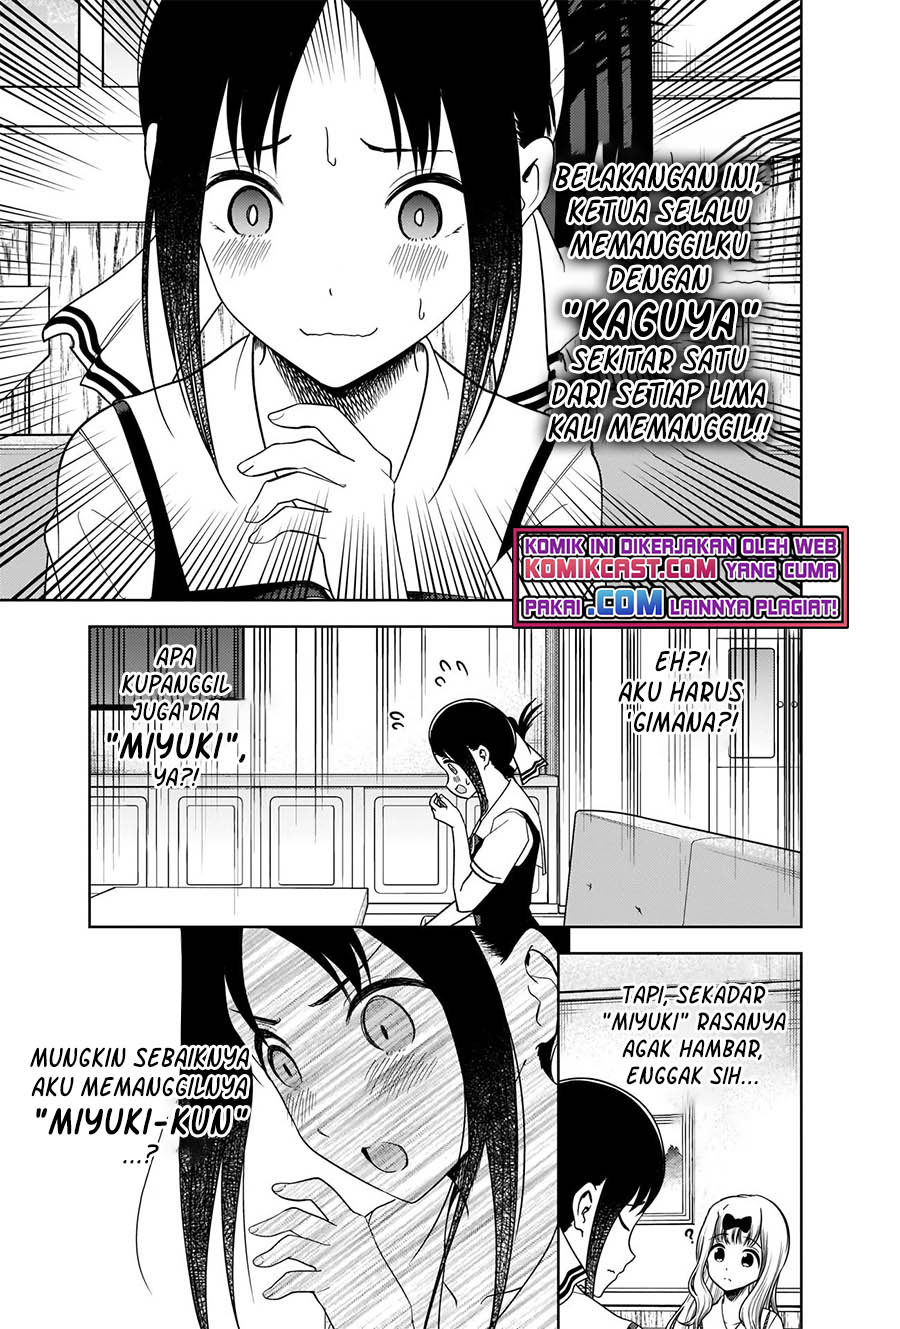 BELAKANGAN INI,
KETUA SELALU
MEMANGGILKU
DENGAN
"KAGUYA"
SEKITAR SATU
DARI SETIAP LIMA
KALI MEMANGGIL!!
KOMIK INI DIKERJAKAN OLEH WEB
KOMIKCAST.COM YANG CUMA
PAKAI .COM LAINNYA PLAGIAT!
EH?!
AKU HARUS
'GIMANA?!
APA
KUPANGGIL
JUGA DIA
"MIYUKI",
YA?!
TAPI, SEKADAR
"MIYUKI" RASANYA
AGAK HAMBAR,
ENGGAK SIH...
?
MUNGKIN SEBAIKNYA
AKU MEMANGGILNYA
"MIYUKI-KUN"
...?